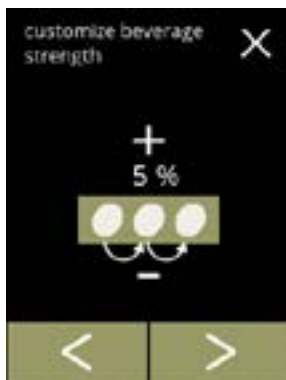 customize beverage
strength
+
5 %
-
< >